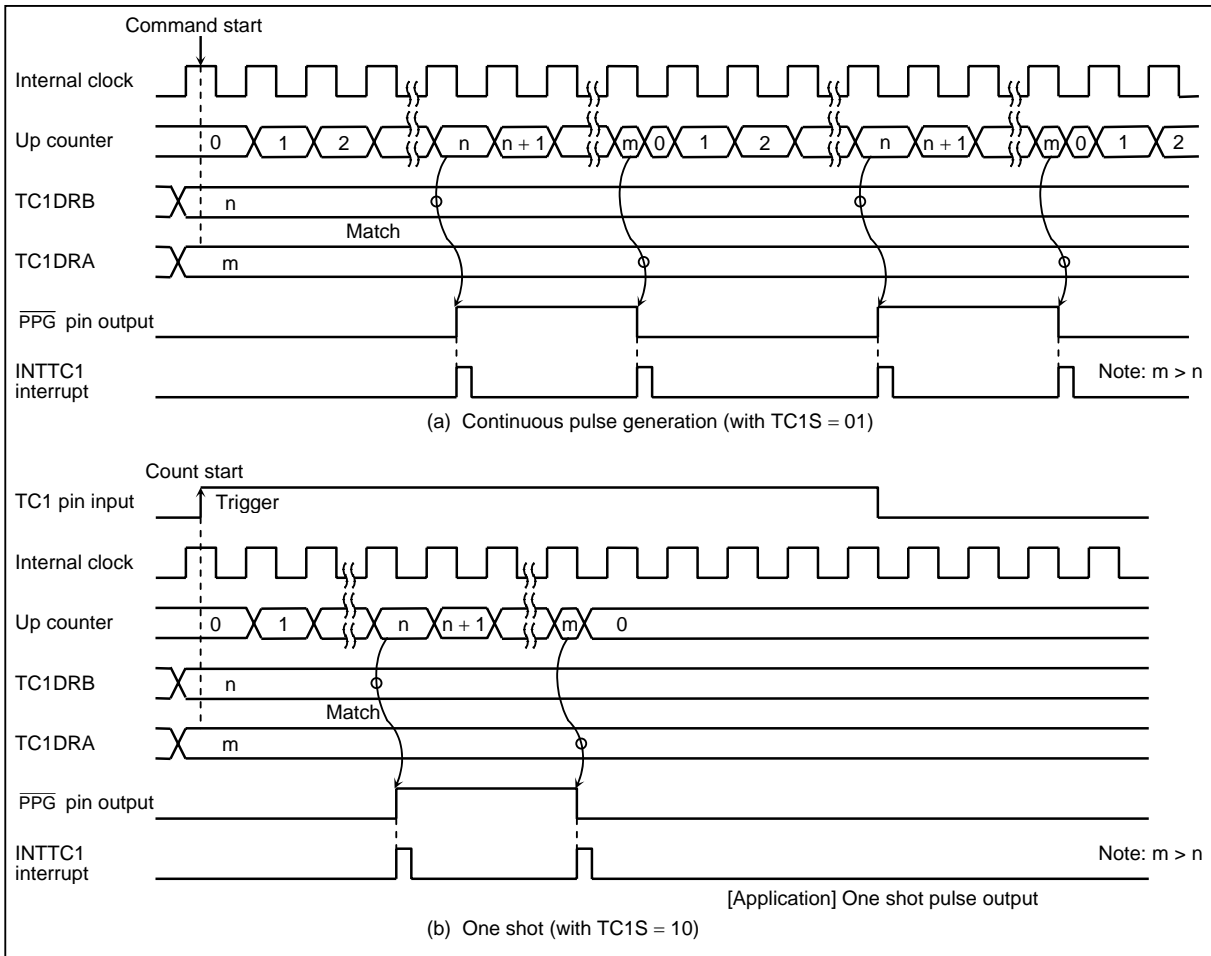 Command start
Internal clock
Up counter 0 1 2 n n + 1 m 0 1 2 n n + 1 m 0 1 2
TC1DRB n
Match
TC1DRA m
PPG pin output
INTTC1 interrupt Note: m > n
(a) Continuous pulse generation (with TC1S = 01)
Count start
TC1 pin input Trigger
Internal clock
Up counter 0 1 n n + 1 m 0
TC1DRB n
Match
TC1DRA m
PPG pin output
INTTC1 interrupt Note: m > n
[Application] One shot pulse output
(b) One shot (with TC1S = 10)